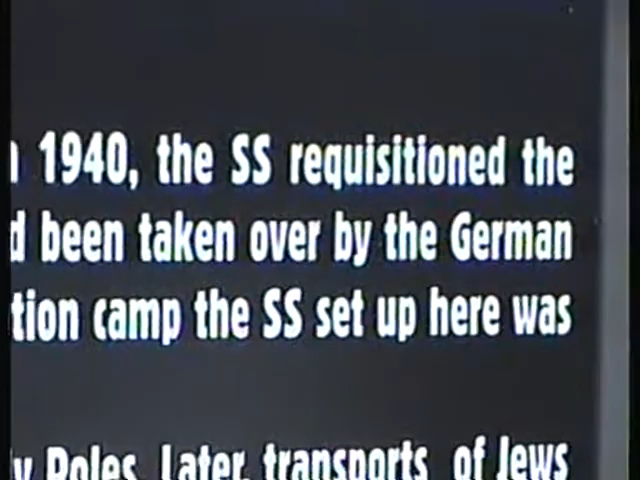 1940, the SS requisitioned the
d been taken over by the German
tion camp the SS set up here was
y Poles. Later, transports of Jews